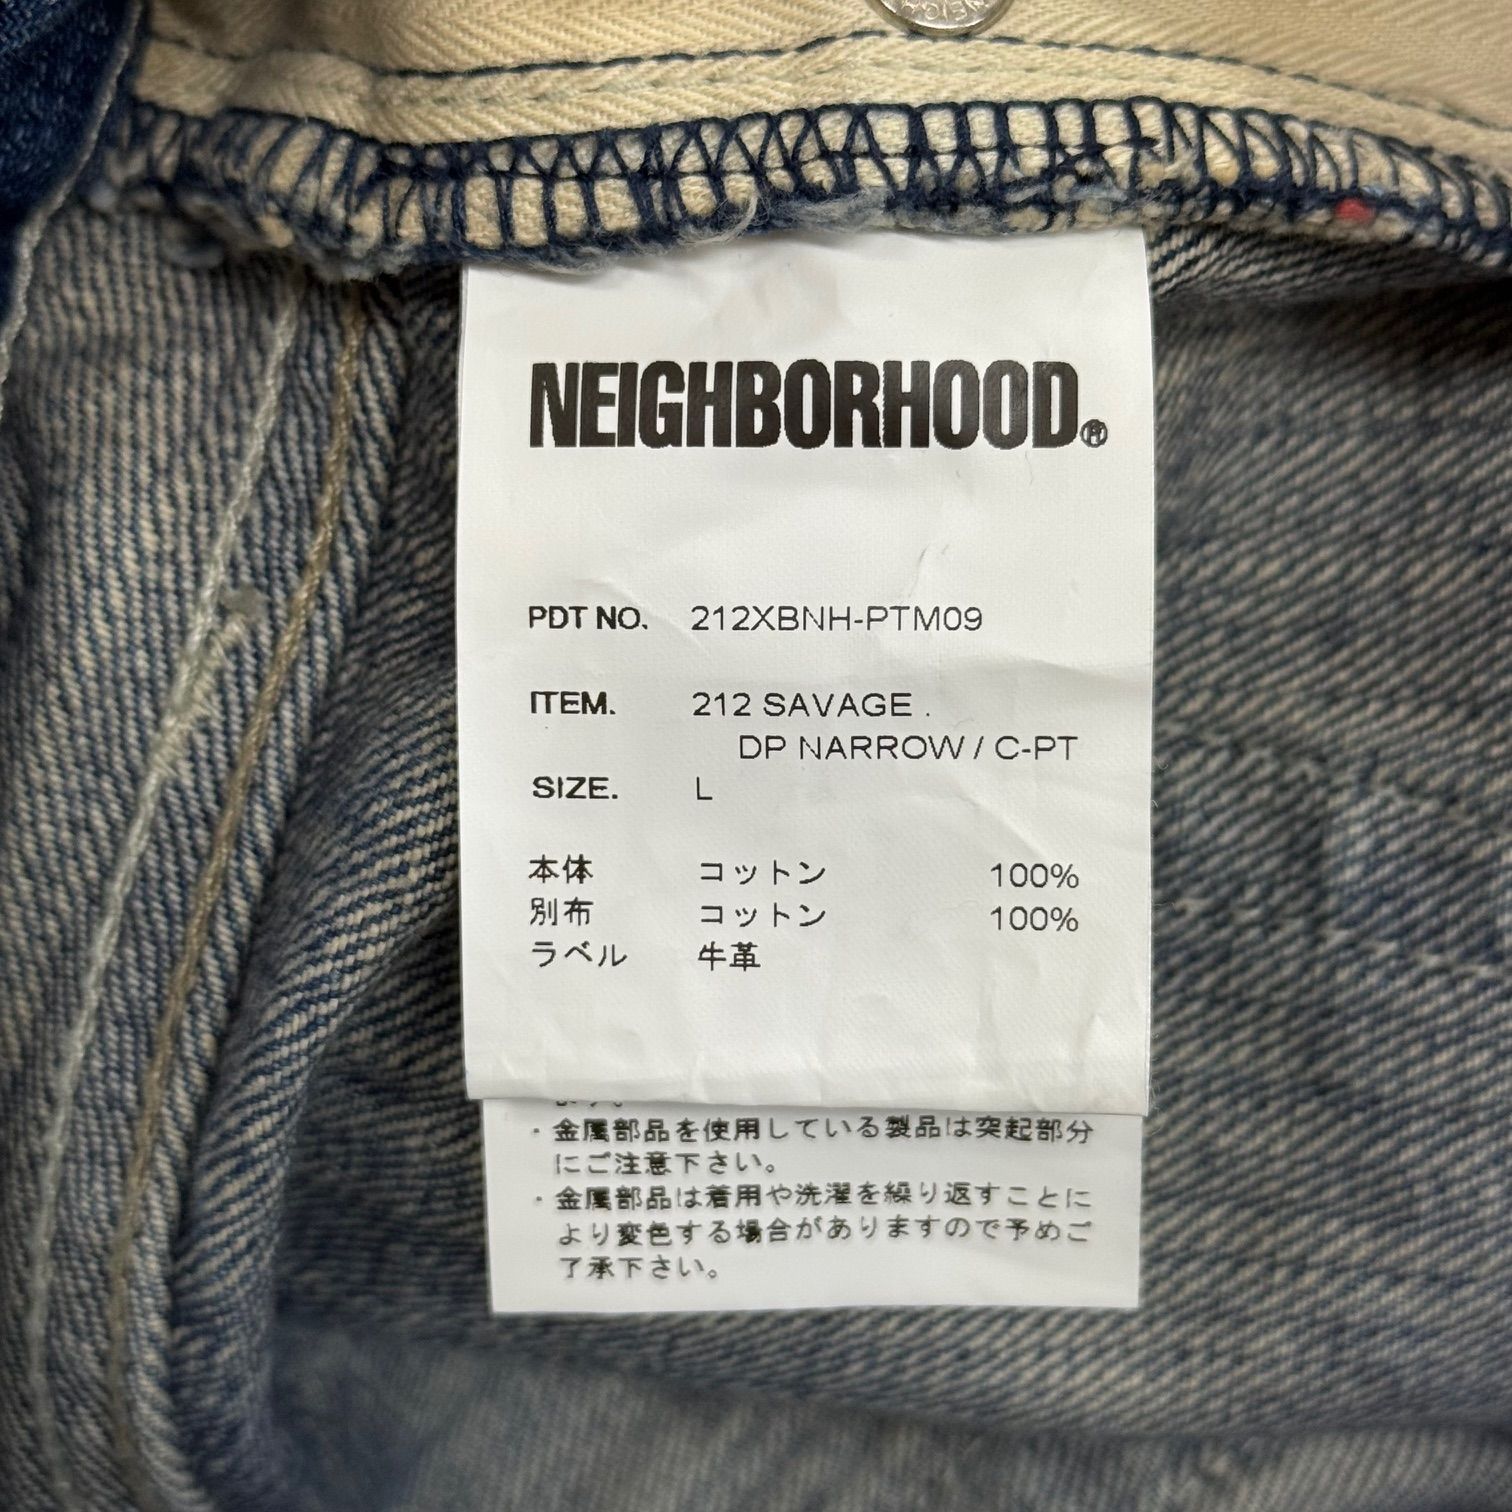 NEIGHBORHOOD®
PDT NO. 212XBNH-PTM09
ITEM. 212 SAVAGE .
DP NARROW / C-PT
SIZE. L
本体 コットン 100%
別布 コットン 100%
ラベル 牛革
・金属部品を使用している製品は突起部分
にご注意下さい。
・金属部品は着用や洗濯を繰り返すことに
より変色する場合がありますので予めご
了承下さい。